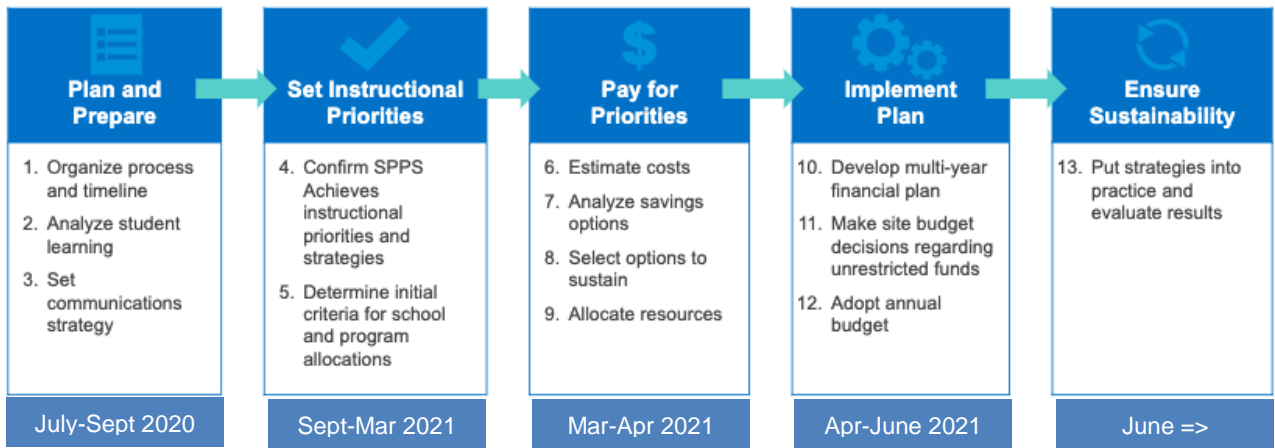 Plan and
Prepare
1. Organize process
and timeline
2. Analyze student
learning
3. Set
communications
strategy
July-Sept 2020
Set Instructional
Priorities
4. Confirm SPPS
Achieves
instructional
priorities and
strategies
5. Determine initial
criteria for school
and program
allocations
Sept-Mar 2021
$
Pay for
Priorities
6. Estimate costs
7. Analyze savings
options
8. Select options to
sustain
9. Allocate resources
Mar-Apr 2021
Implement
Plan
10. Develop multi-year
financial plan
11. Make site budget
decisions regarding
unrestricted funds
12. Adopt annual
budget
Apr-June 2021
Ensure
Sustainability
13. Put strategies into
practice and
evaluate results
June =>